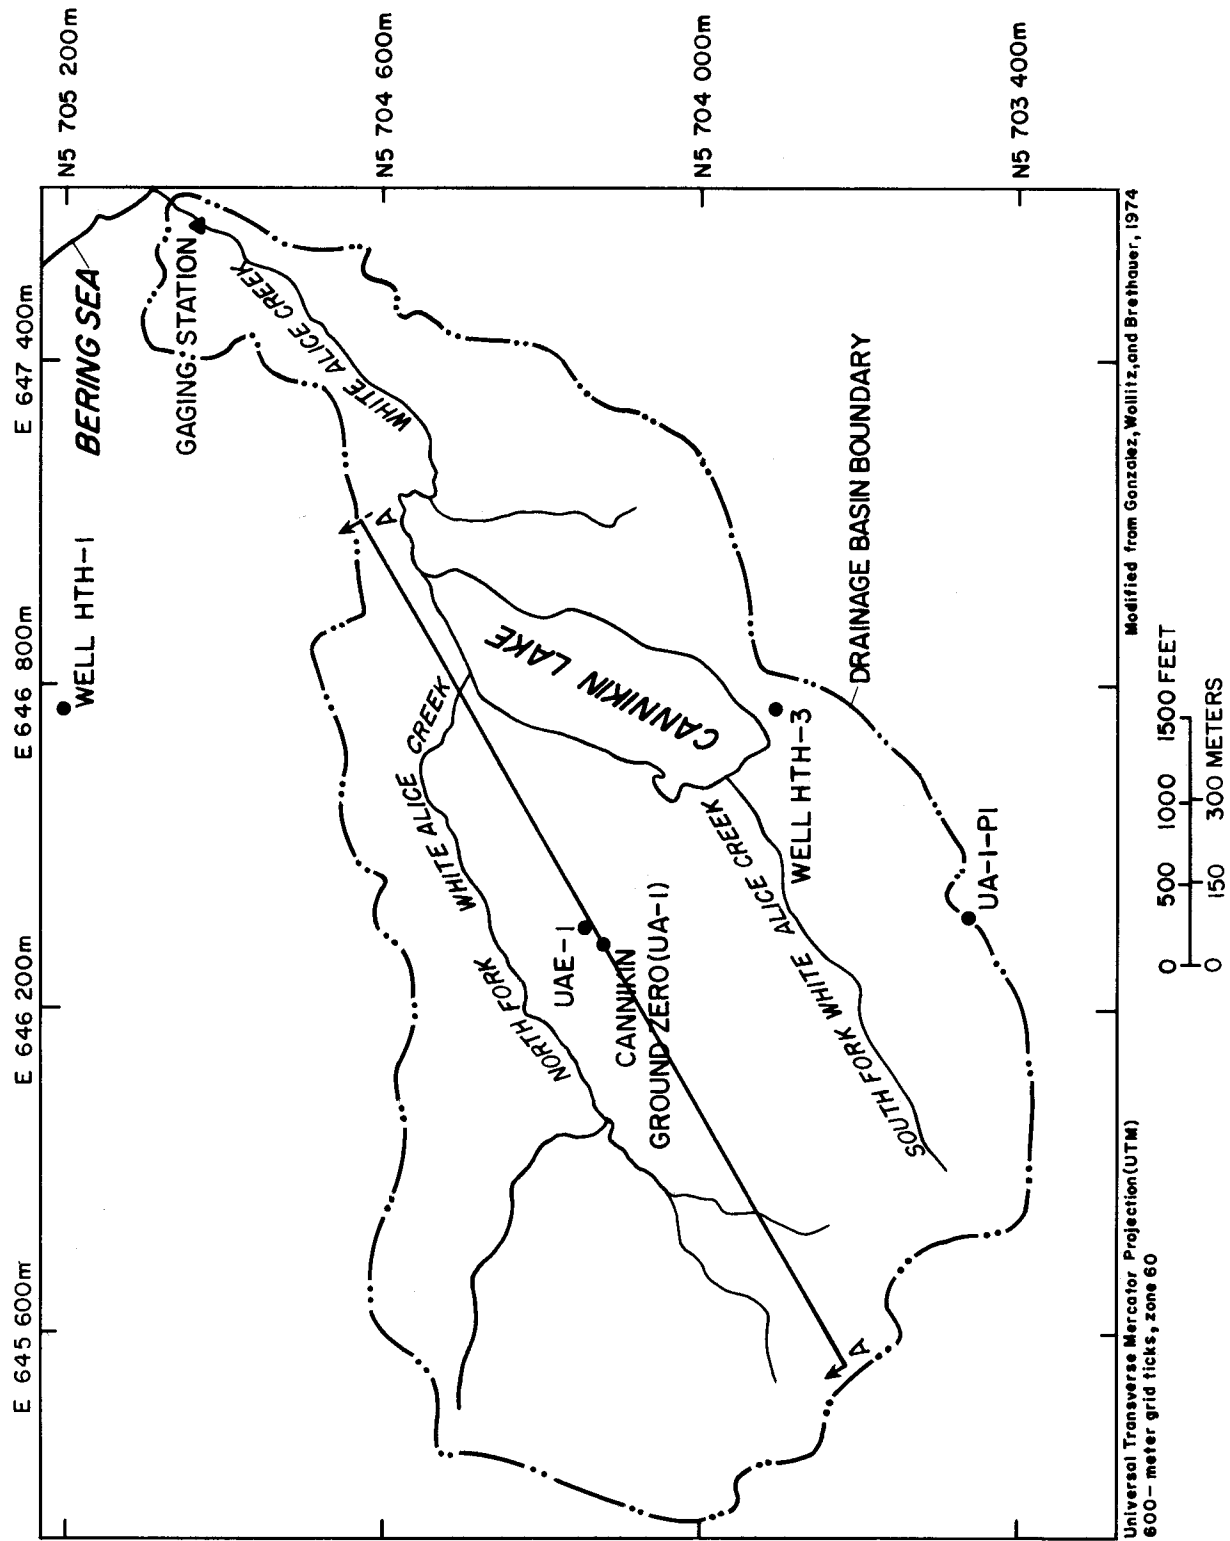 N5 705 200m
N5 704 600m
N5 704 000m
N5 703 400m
E 647 400m
E 646 800m
E 646 200m
E 645 600m
BERING SEA
GAGING STATION
WHITE ALICE CREEK
WELL HTH-1
A
CANNIKIN LAKE
NORTH FORK WHITE ALICE CREEK
UAE-1
CANNIKIN
GROUND ZERO(UA-1)
SOUTH FORK WHITE ALICE CREEK
WELL HTH-3
DRAINAGE BASIN BOUNDARY
UA-1-P1
A
0 500 1000 1500 FEET
0 150 300 METERS
Universal Transverse Mercator Projection(UTM)
600-meter grid ticks, zone 60
Modified from Gonzalez, Wollitz, and Brethauer, 1974